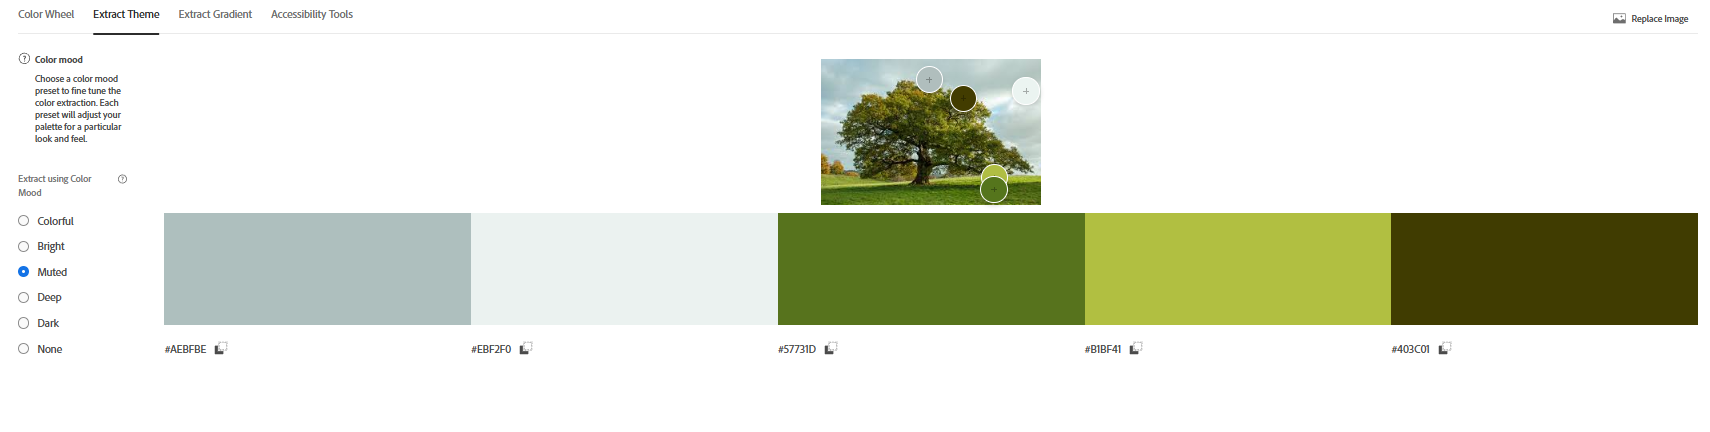 Color Wheel Extract Theme Extract Gradient Accessibility Tools
Replace Image
Color mood
Choose a color mood
preset to fine tune the
color extraction. Each
preset will adjust your
palette for a particular
look and feel.
Extract using Color
Mood
Colorful
Bright
Muted
Deep
Dark
None
#AEBFBE #EBF2F0 #57731D #B1BF41 #403C01